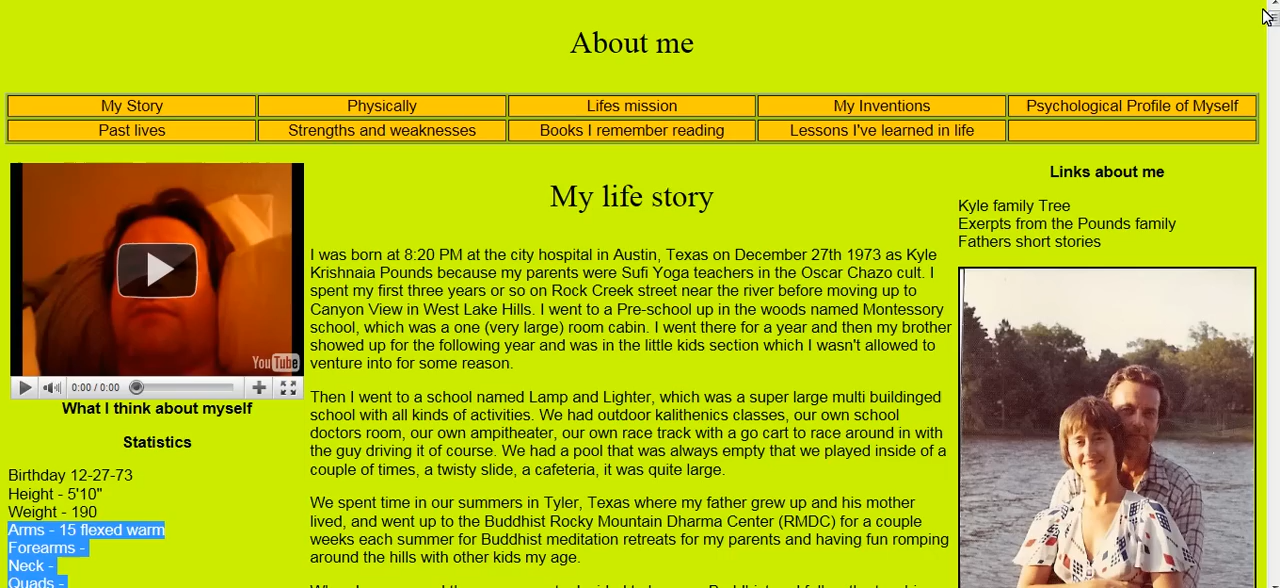 About me
My Story
Physically
Lifes mission
My Inventions
Psychological Profile of Myself
Past lives
Strengths and weaknesses
Books I remember reading
Lessons I've learned in life
YouTube
0:00 / 0:00
What I think about myself
Statistics
Birthday 12-27-73
Height - 5'10"
Weight - 190
Arms - 15 flexed warm
Forearms -
Neck -
Quads -
My life story
I was born at 8:20 PM at the city hospital in Austin, Texas on December 27th 1973 as Kyle
Krishnaia Pounds because my parents were Sufi Yoga teachers in the Oscar Chazo cult. I
spent my first three years or so on Rock Creek street near the river before moving up to
Canyon View in West Lake Hills. I went to a Pre-school up in the woods named Montessory
school, which was a one (very large) room cabin. I went there for a year and then my brother
showed up for the following year and was in the little kids section which I wasn't allowed to
venture into for some reason.
Then I went to a school named Lamp and Lighter, which was a super large multi buildinged
school with all kinds of activities. We had outdoor kalithenics classes, our own school
doctors room, our own ampitheater, our own race track with a go cart to race around in with
the guy driving it of course. We had a pool that was always empty that we played inside of a
couple of times, a twisty slide, a cafeteria, it was quite large.
We spent time in our summers in Tyler, Texas where my father grew up and his mother
lived, and went up to the Buddhist Rocky Mountain Dharma Center (RMDC) for a couple
weeks each summer for Buddhist meditation retreats for my parents and having fun romping
around the hills with other kids my age.
Links about me
Kyle family Tree
Exerpts from the Pounds family
Fathers short stories